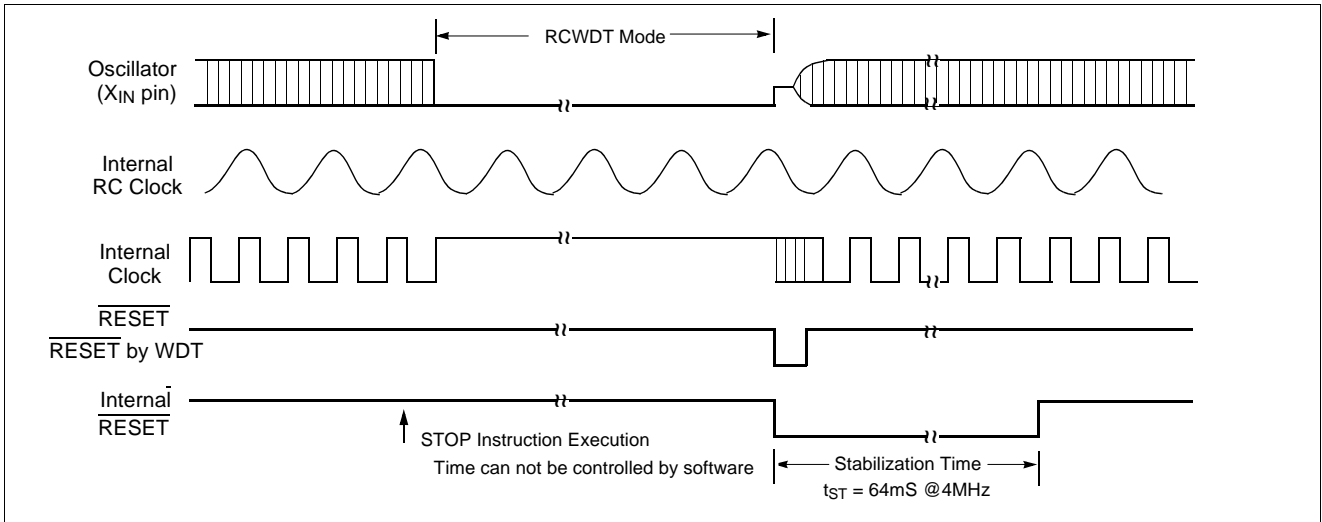 RCWDT Mode
Oscillator
(XIN pin)
Internal
RC Clock
Internal
Clock
RESET
RESET by WDT
Internal
RESET
STOP Instruction Execution
Time can not be controlled by software
Stabilization Time
tST = 64mS @4MHz